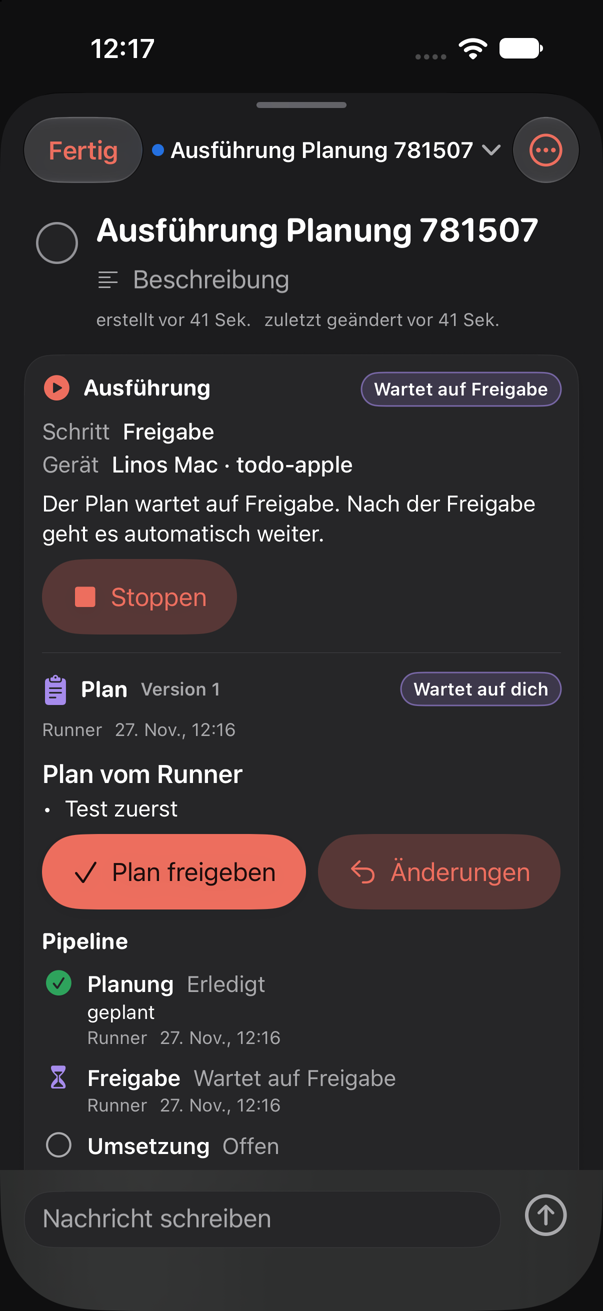 12:17
Fertig
Ausführung Planung 781507
Ausführung Planung 781507
Beschreibung
erstellt vor 41 Sek. zuletzt geändert vor 41 Sek.
Ausführung
Wartet auf Freigabe
Schritt Freigabe
Gerät Linos Mac · todo-apple
Der Plan wartet auf Freigabe. Nach der Freigabe
geht es automatisch weiter.
Stoppen
Plan Version 1
Wartet auf dich
Runner 27. Nov., 12:16
Plan vom Runner
• Test zuerst
Plan freigeben
Änderungen
Pipeline
Planung Erledigt
geplant
Runner 27. Nov., 12:16
Freigabe Wartet auf Freigabe
Runner 27. Nov., 12:16
Umsetzung Offen
Nachricht schreiben